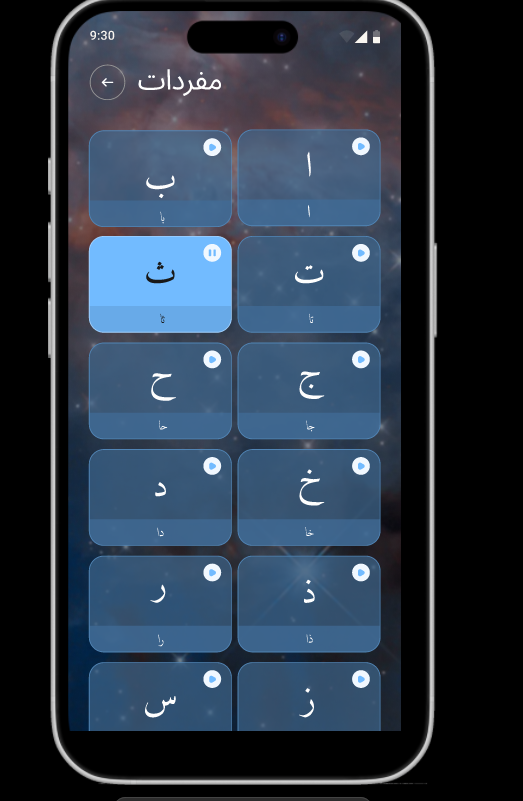 9:30
مفردات
ا
ا
ب
با
ت
تا
ث
ثا
ج
جا
ح
حا
خ
خا
د
دا
ذ
ذا
ر
را
ز
س